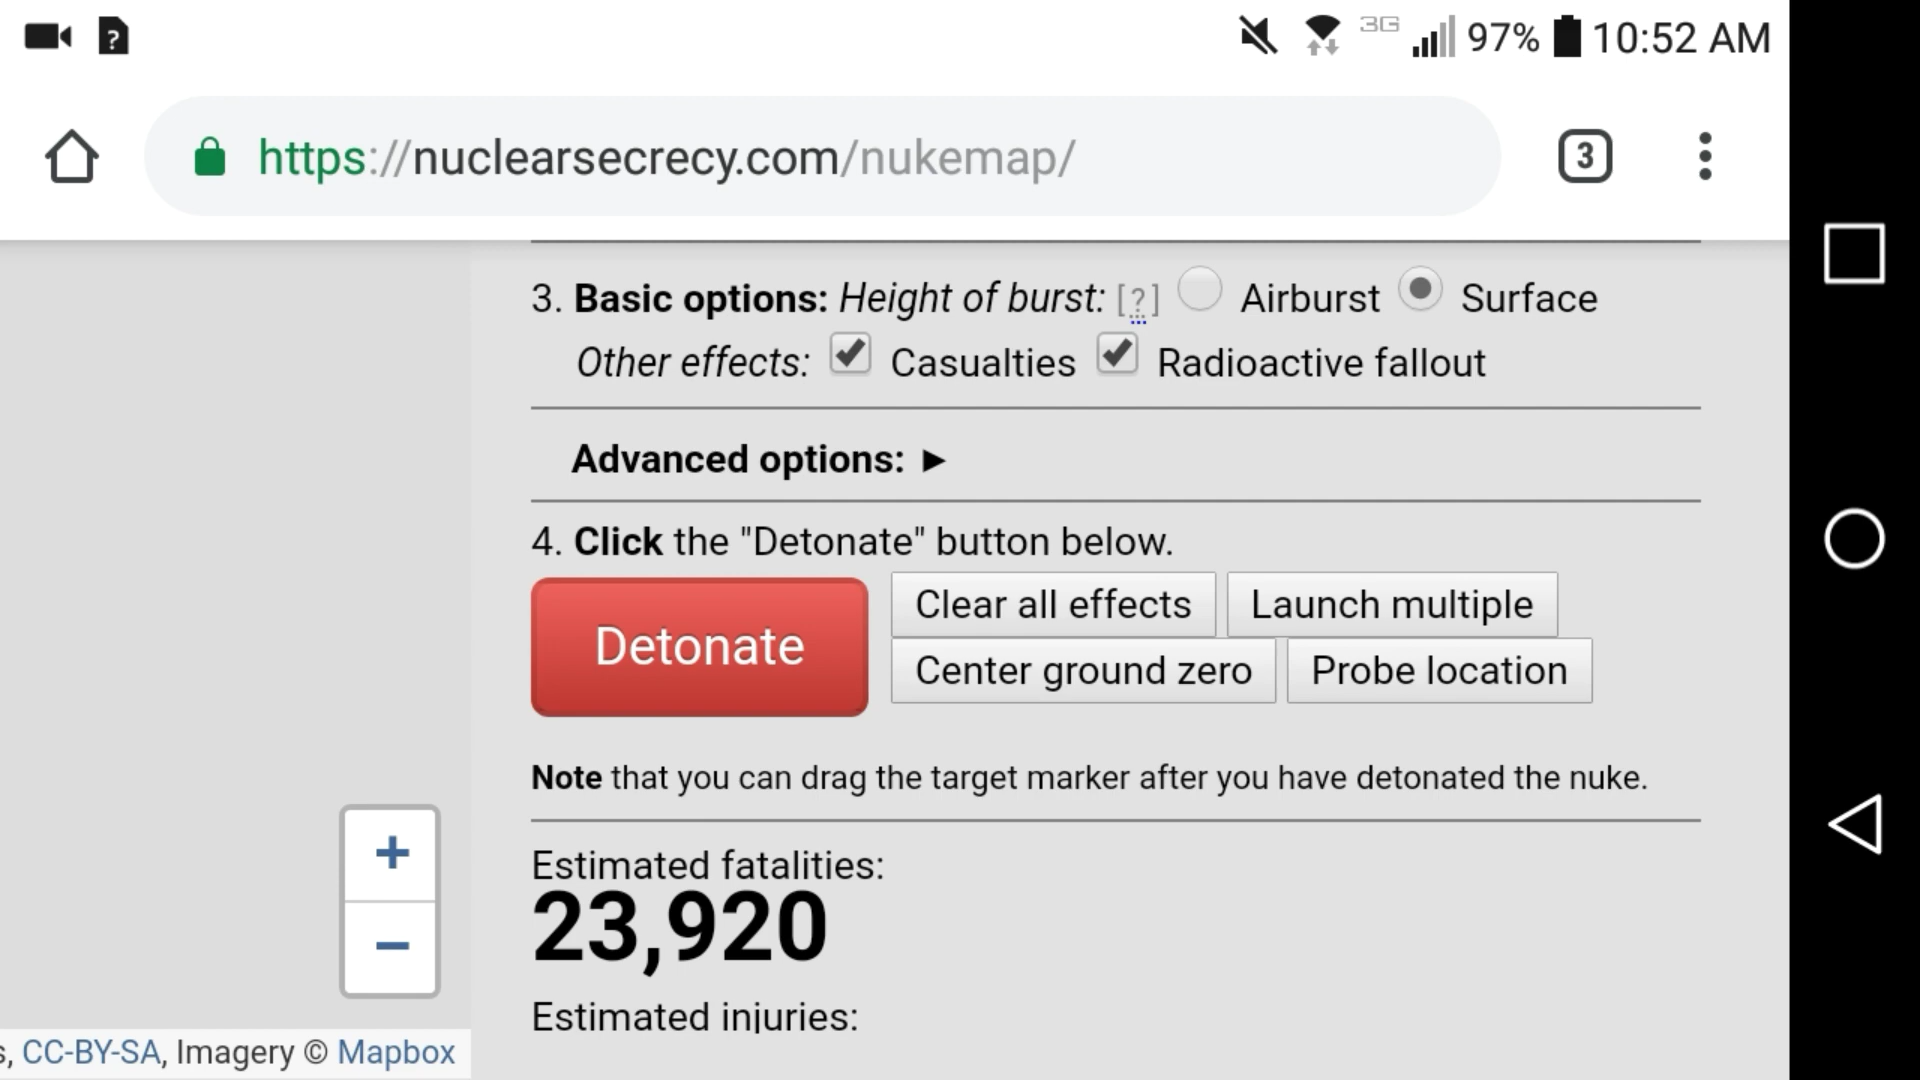 3G 97% 10:52 AM
https://nuclearsecrecy.com/nukemap/
3
3. Basic options: Height of burst: [?] Airburst Surface
Other effects: Casualties Radioactive fallout
Advanced options: ►
4. Click the "Detonate" button below.
Detonate
Clear all effects Launch multiple
Center ground zero Probe location
Note that you can drag the target marker after you have detonated the nuke.
Estimated fatalities:
23,920
Estimated injuries:
+
−
s, CC-BY-SA, Imagery © Mapbox